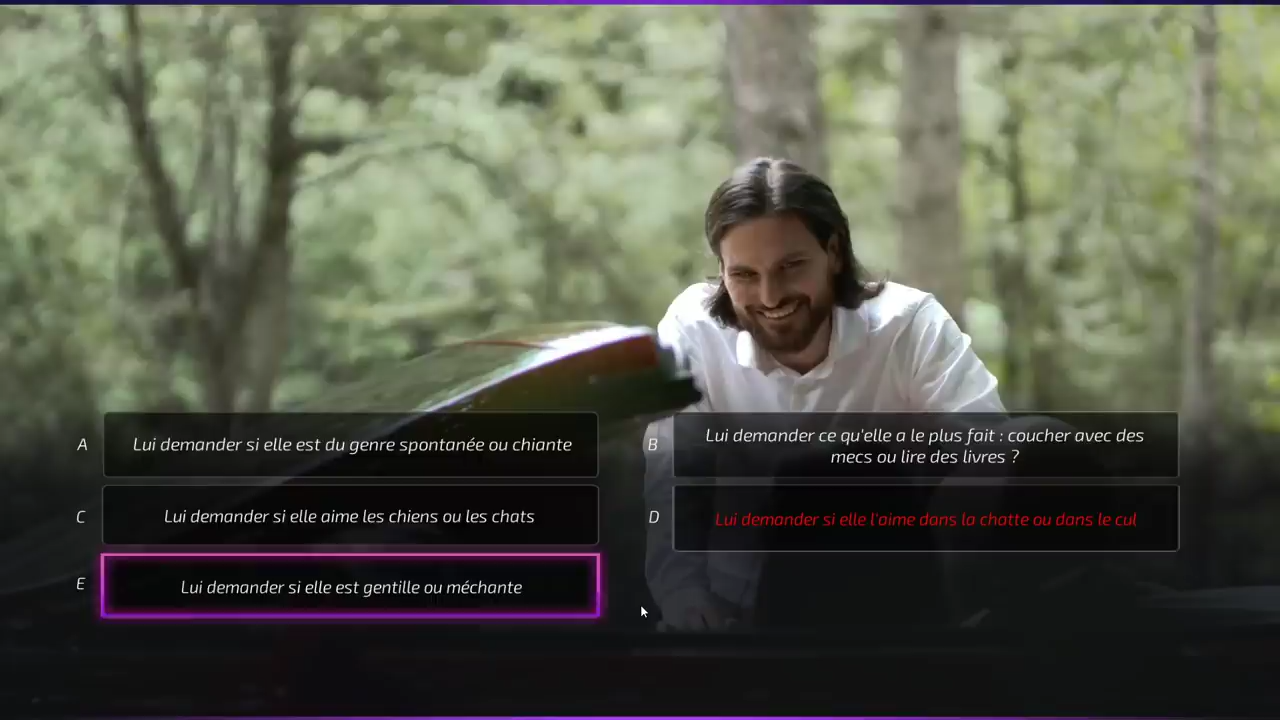 A
Lui demander si elle est du genre spontanée ou chiante
B
Lui demander ce qu'elle a le plus fait : coucher avec des
mecs ou lire des livres ?
C
Lui demander si elle aime les chiens ou les chats
D
Lui demander si elle l'aime dans la chatte ou dans le cul
E
Lui demander si elle est gentille ou méchante